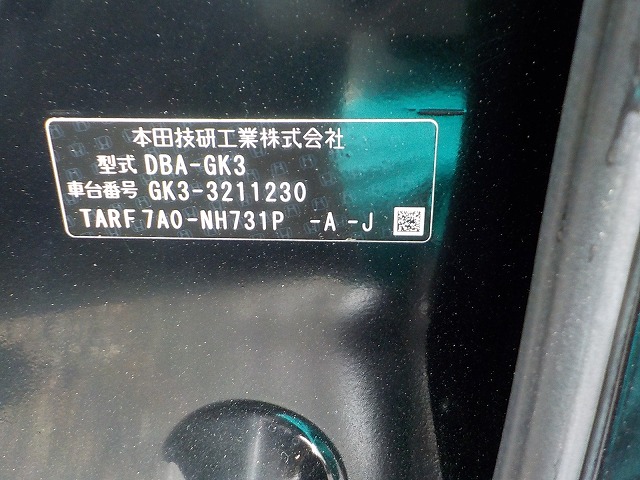 本田技研工業株式会社
型式 DBA-GK3
車台番号 GK3-3211230
TARF 7A0-NH731P -A -J